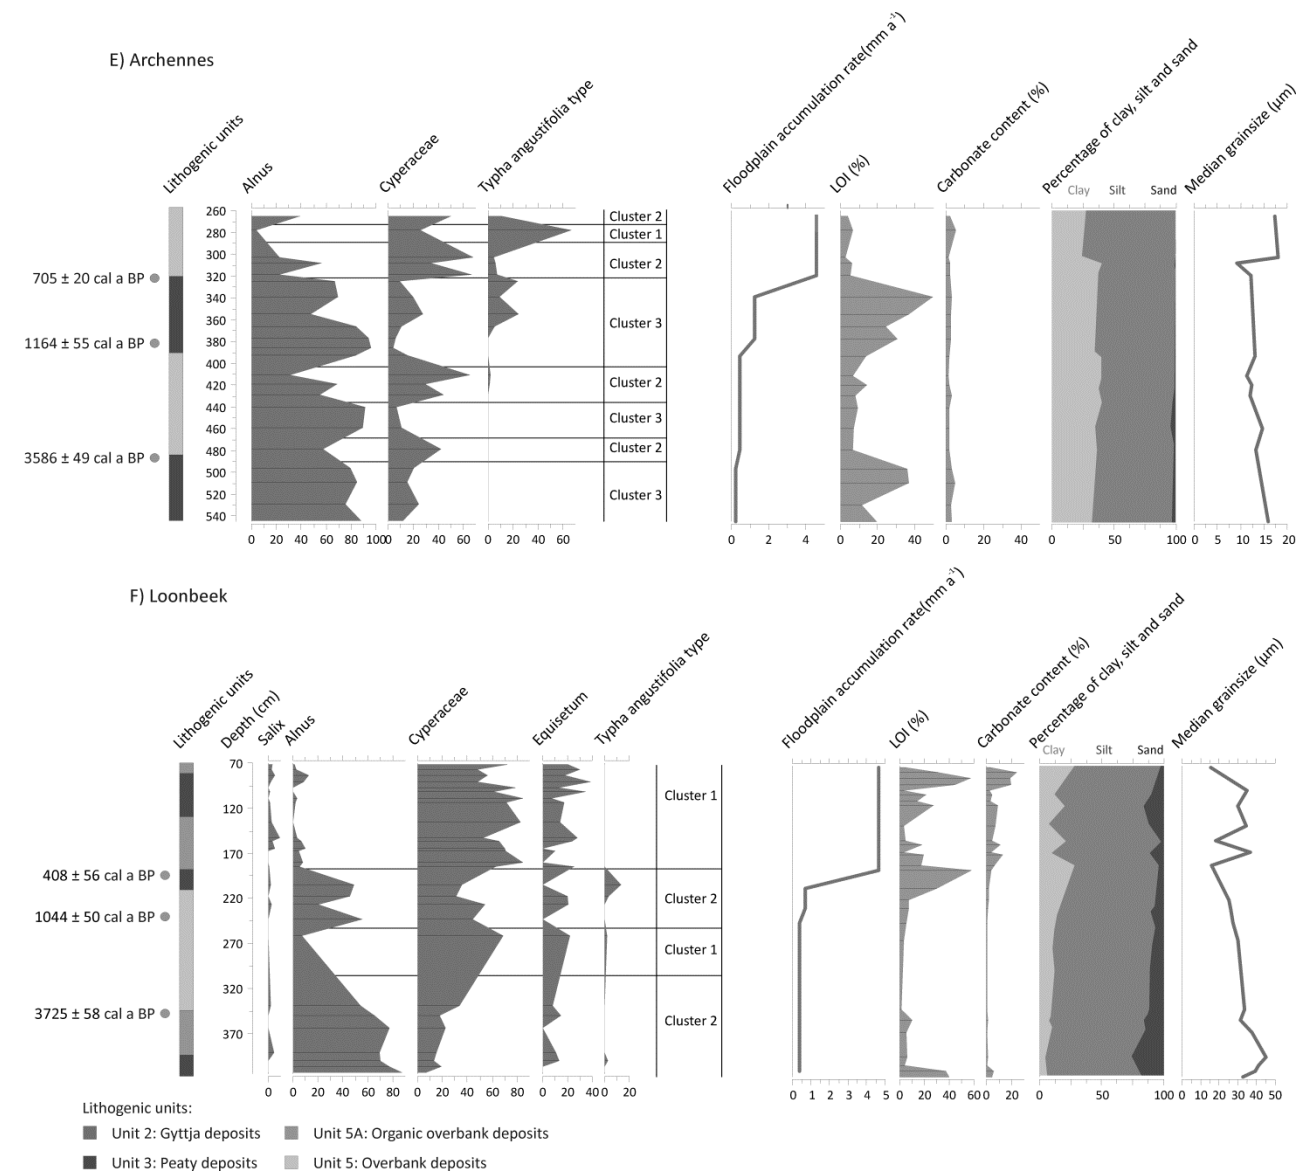 E) Archennes
Lithogenic units
Alnus
Cyperaceae
Typha angustifolia type
Floodplain accumulation rate(mm a⁻¹)
LOI (%)
Carbonate content (%)
Percentage of clay, silt and sand
Median grainsize (µm)
Clay Silt Sand
705 ± 20 cal a BP
1164 ± 55 cal a BP
3586 ± 49 cal a BP
260
280
300
320
340
360
380
400
420
440
460
480
500
520
540
Cluster 2
Cluster 1
Cluster 2
Cluster 3
Cluster 2
Cluster 3
Cluster 2
Cluster 3
0 20 40 60 80 100 0 20 40 60 80 0 20 40 60 0 2 4 0 20 40 0 20 40 0 50 100 0 5 10 15 20
F) Loonbeek
Lithogenic units
Depth (cm)
Salix
Alnus
Cyperaceae
Equisetum
Typha angustifolia type
Floodplain accumulation rate(mm a⁻¹)
LOI (%)
Carbonate content (%)
Percentage of clay, silt and sand
Median grainsize (µm)
Clay Silt Sand
408 ± 56 cal a BP
1044 ± 50 cal a BP
3725 ± 58 cal a BP
70
120
170
220
270
320
370
Cluster 1
Cluster 2
Cluster 1
Cluster 2
0 0 20 40 60 80 0 20 40 60 80 0 20 40 0 20 0 1 2 3 4 5 0 20 40 60 0 20 0 50 100 0 10 20 30 40 50
Lithogenic units:
Unit 2: Gyttja deposits Unit 5A: Organic overbank deposits
Unit 3: Peaty deposits Unit 5: Overbank deposits